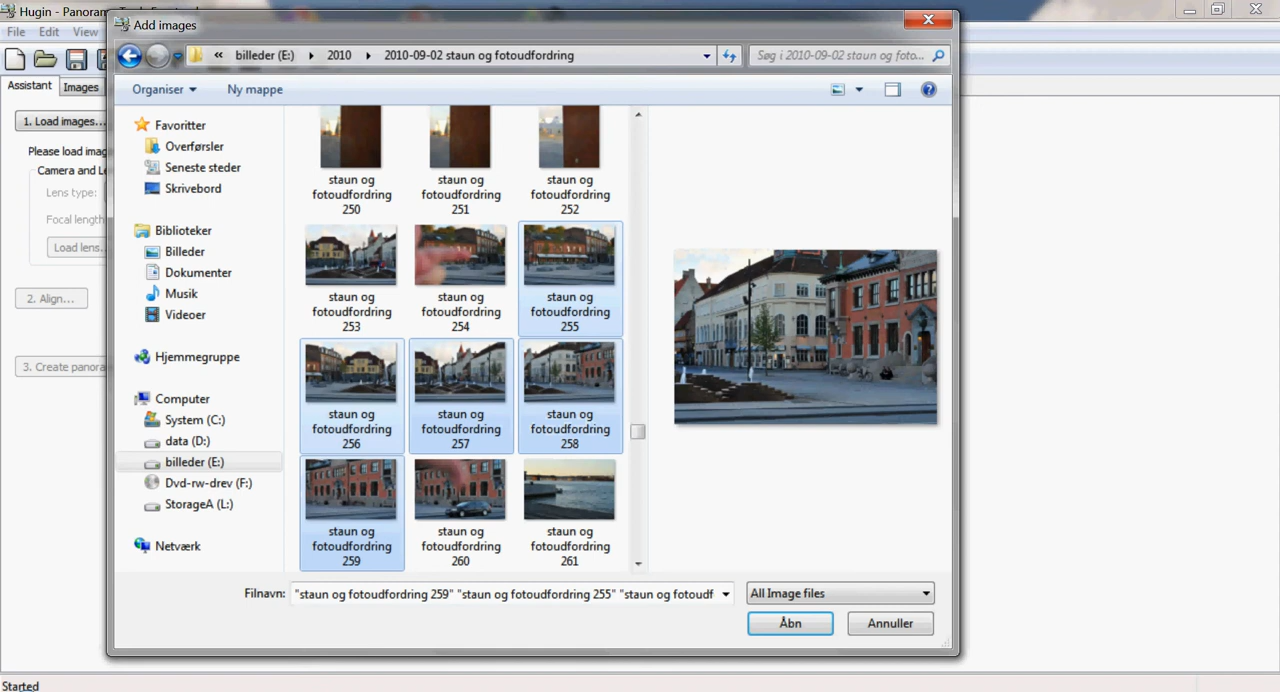 Hugin - Panoram
File Edit View
Assistant Images
1. Load images...
Please load imag
Camera and Le
Lens type:
Focal length
Load lens.
2. Align...
3. Create panora
Started
Add images
« billeder (E:) 2010 2010-09-02 staun og fotoudfordring
Søg i 2010-09-02 staun og foto...
Organiser Ny mappe
Favoritter
Overførsler
Seneste steder
Skrivebord
Biblioteker
Billeder
Dokumenter
Musik
Videoer
Hjemmegruppe
Computer
System (C:)
data (D:)
billeder (E:)
Dvd-rw-drev (F:)
StorageA (L:)
Netværk
staun og fotoudfordring 250
staun og fotoudfordring 251
staun og fotoudfordring 252
staun og fotoudfordring 253
staun og fotoudfordring 254
staun og fotoudfordring 255
staun og fotoudfordring 256
staun og fotoudfordring 257
staun og fotoudfordring 258
staun og fotoudfordring 259
staun og fotoudfordring 260
staun og fotoudfordring 261
Filnavn: "staun og fotoudfordring 259" "staun og fotoudfordring 255" "staun og fotoudf
All Image files
Åbn Annuller